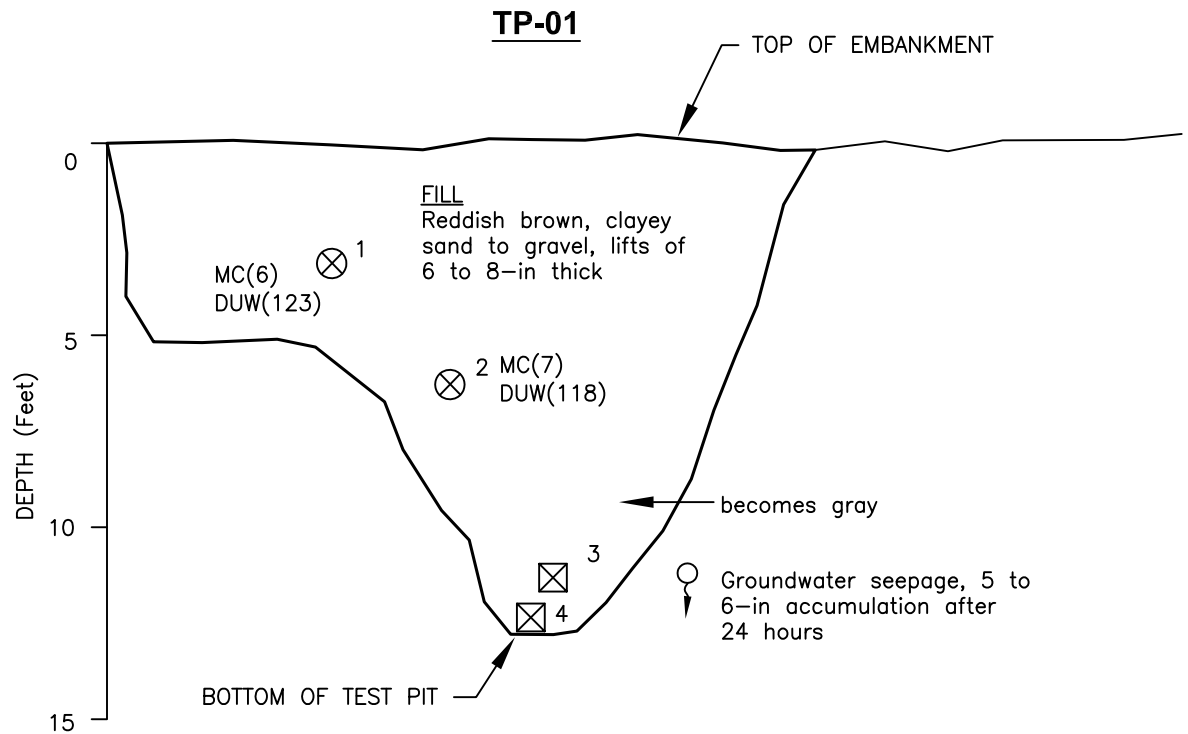 TP-01
TOP OF EMBANKMENT
0
FILL
Reddish brown, clayey
sand to gravel, lifts of
6 to 8-in thick
1
MC(6)
DUW(123)
5
2 MC(7)
DUW(118)
DEPTH (Feet)
becomes gray
10
3
Groundwater seepage, 5 to
6-in accumulation after
24 hours
4
BOTTOM OF TEST PIT
15